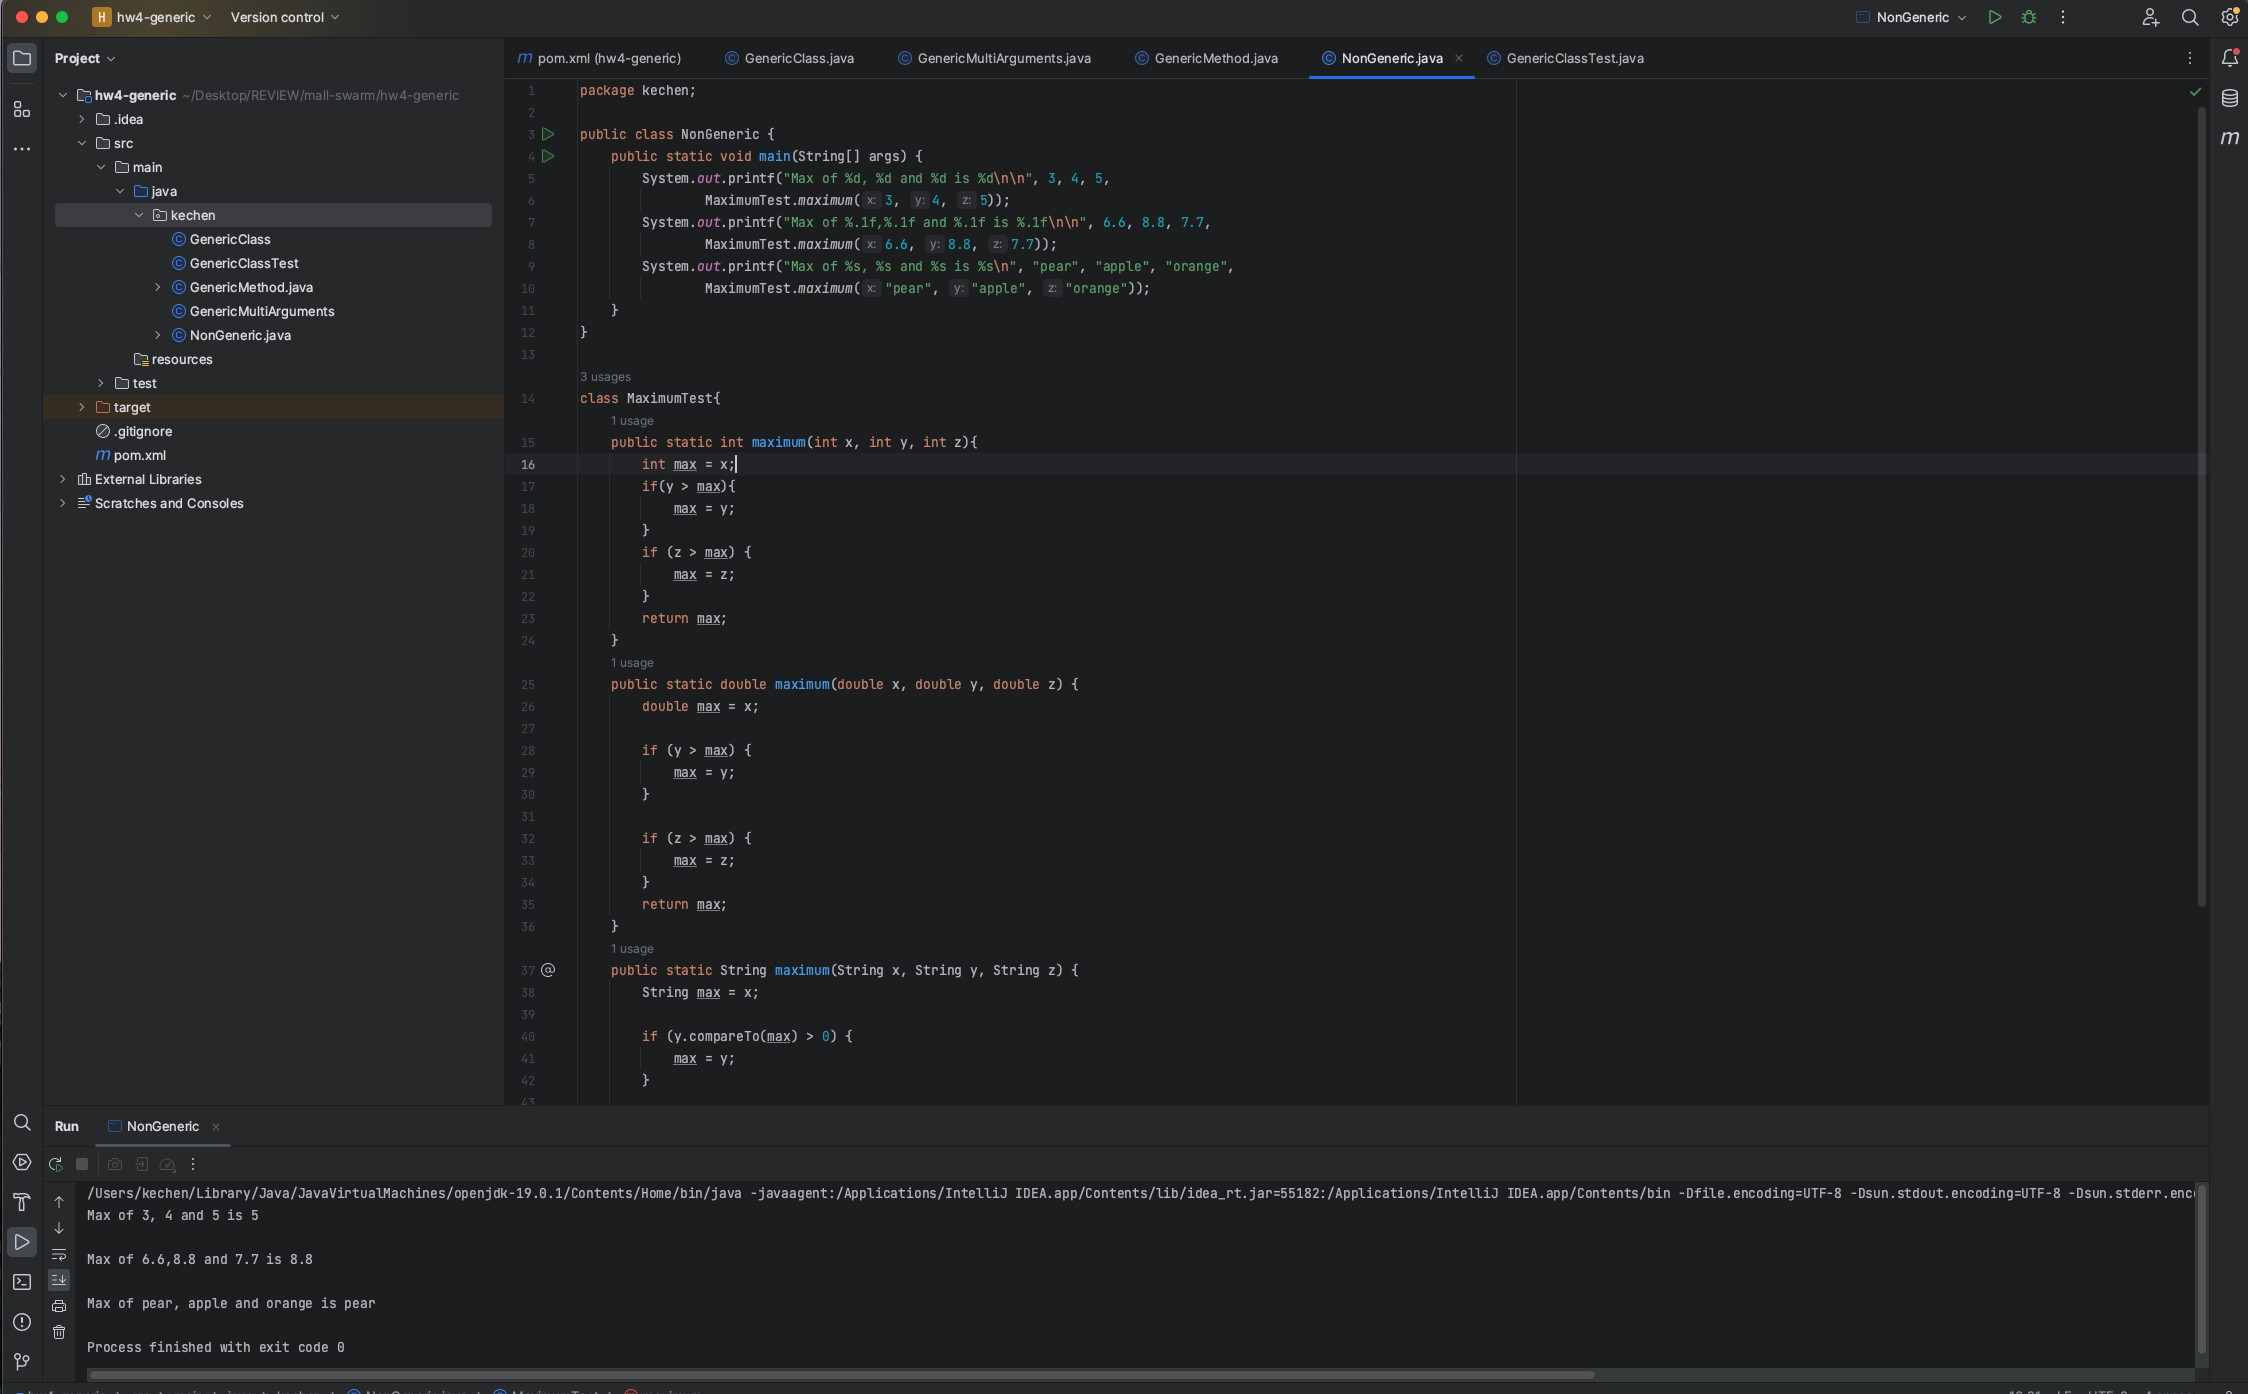 H hw4-generic Version control NonGeneric
Project
hw4-generic ~/Desktop/REVIEW/mall-swarm/hw4-generic
.idea
src
main
java
kechen
GenericClass
GenericClassTest
GenericMethod.java
GenericMultiArguments
NonGeneric.java
resources
test
target
.gitignore
m pom.xml
External Libraries
Scratches and Consoles
m pom.xml (hw4-generic) GenericClass.java GenericMultiArguments.java GenericMethod.java NonGeneric.java GenericClassTest.java
1 package kechen;
2
3 public class NonGeneric {
4 public static void main(String[] args) {
5 System.out.printf("Max of %d, %d and %d is %d\n\n", 3, 4, 5,
6 MaximumTest.maximum( x: 3, y: 4, z: 5));
7 System.out.printf("Max of %.1f,%.1f and %.1f is %.1f\n\n", 6.6, 8.8, 7.7,
8 MaximumTest.maximum( x: 6.6, y: 8.8, z: 7.7));
9 System.out.printf("Max of %s, %s and %s is %s\n", "pear", "apple", "orange",
10 MaximumTest.maximum( x: "pear", y: "apple", z: "orange"));
11 }
12 }
13
3 usages
14 class MaximumTest{
1 usage
15 public static int maximum(int x, int y, int z){
16 int max = x;
17 if(y > max){
18 max = y;
19 }
20 if (z > max) {
21 max = z;
22 }
23 return max;
24 }
1 usage
25 public static double maximum(double x, double y, double z) {
26 double max = x;
27
28 if (y > max) {
29 max = y;
30 }
31
32 if (z > max) {
33 max = z;
34 }
35 return max;
36 }
1 usage
37 @ public static String maximum(String x, String y, String z) {
38 String max = x;
39
40 if (y.compareTo(max) > 0) {
41 max = y;
42 }
43
Run NonGeneric
/Users/kechen/Library/Java/JavaVirtualMachines/openjdk-19.0.1/Contents/Home/bin/java -javaagent:/Applications/IntelliJ IDEA.app/Contents/lib/idea_rt.jar=55182:/Applications/IntelliJ IDEA.app/Contents/bin -Dfile.encoding=UTF-8 -Dsun.stdout.encoding=UTF-8 -Dsun.stderr.enc
Max of 3, 4 and 5 is 5
Max of 6.6,8.8 and 7.7 is 8.8
Max of pear, apple and orange is pear
Process finished with exit code 0